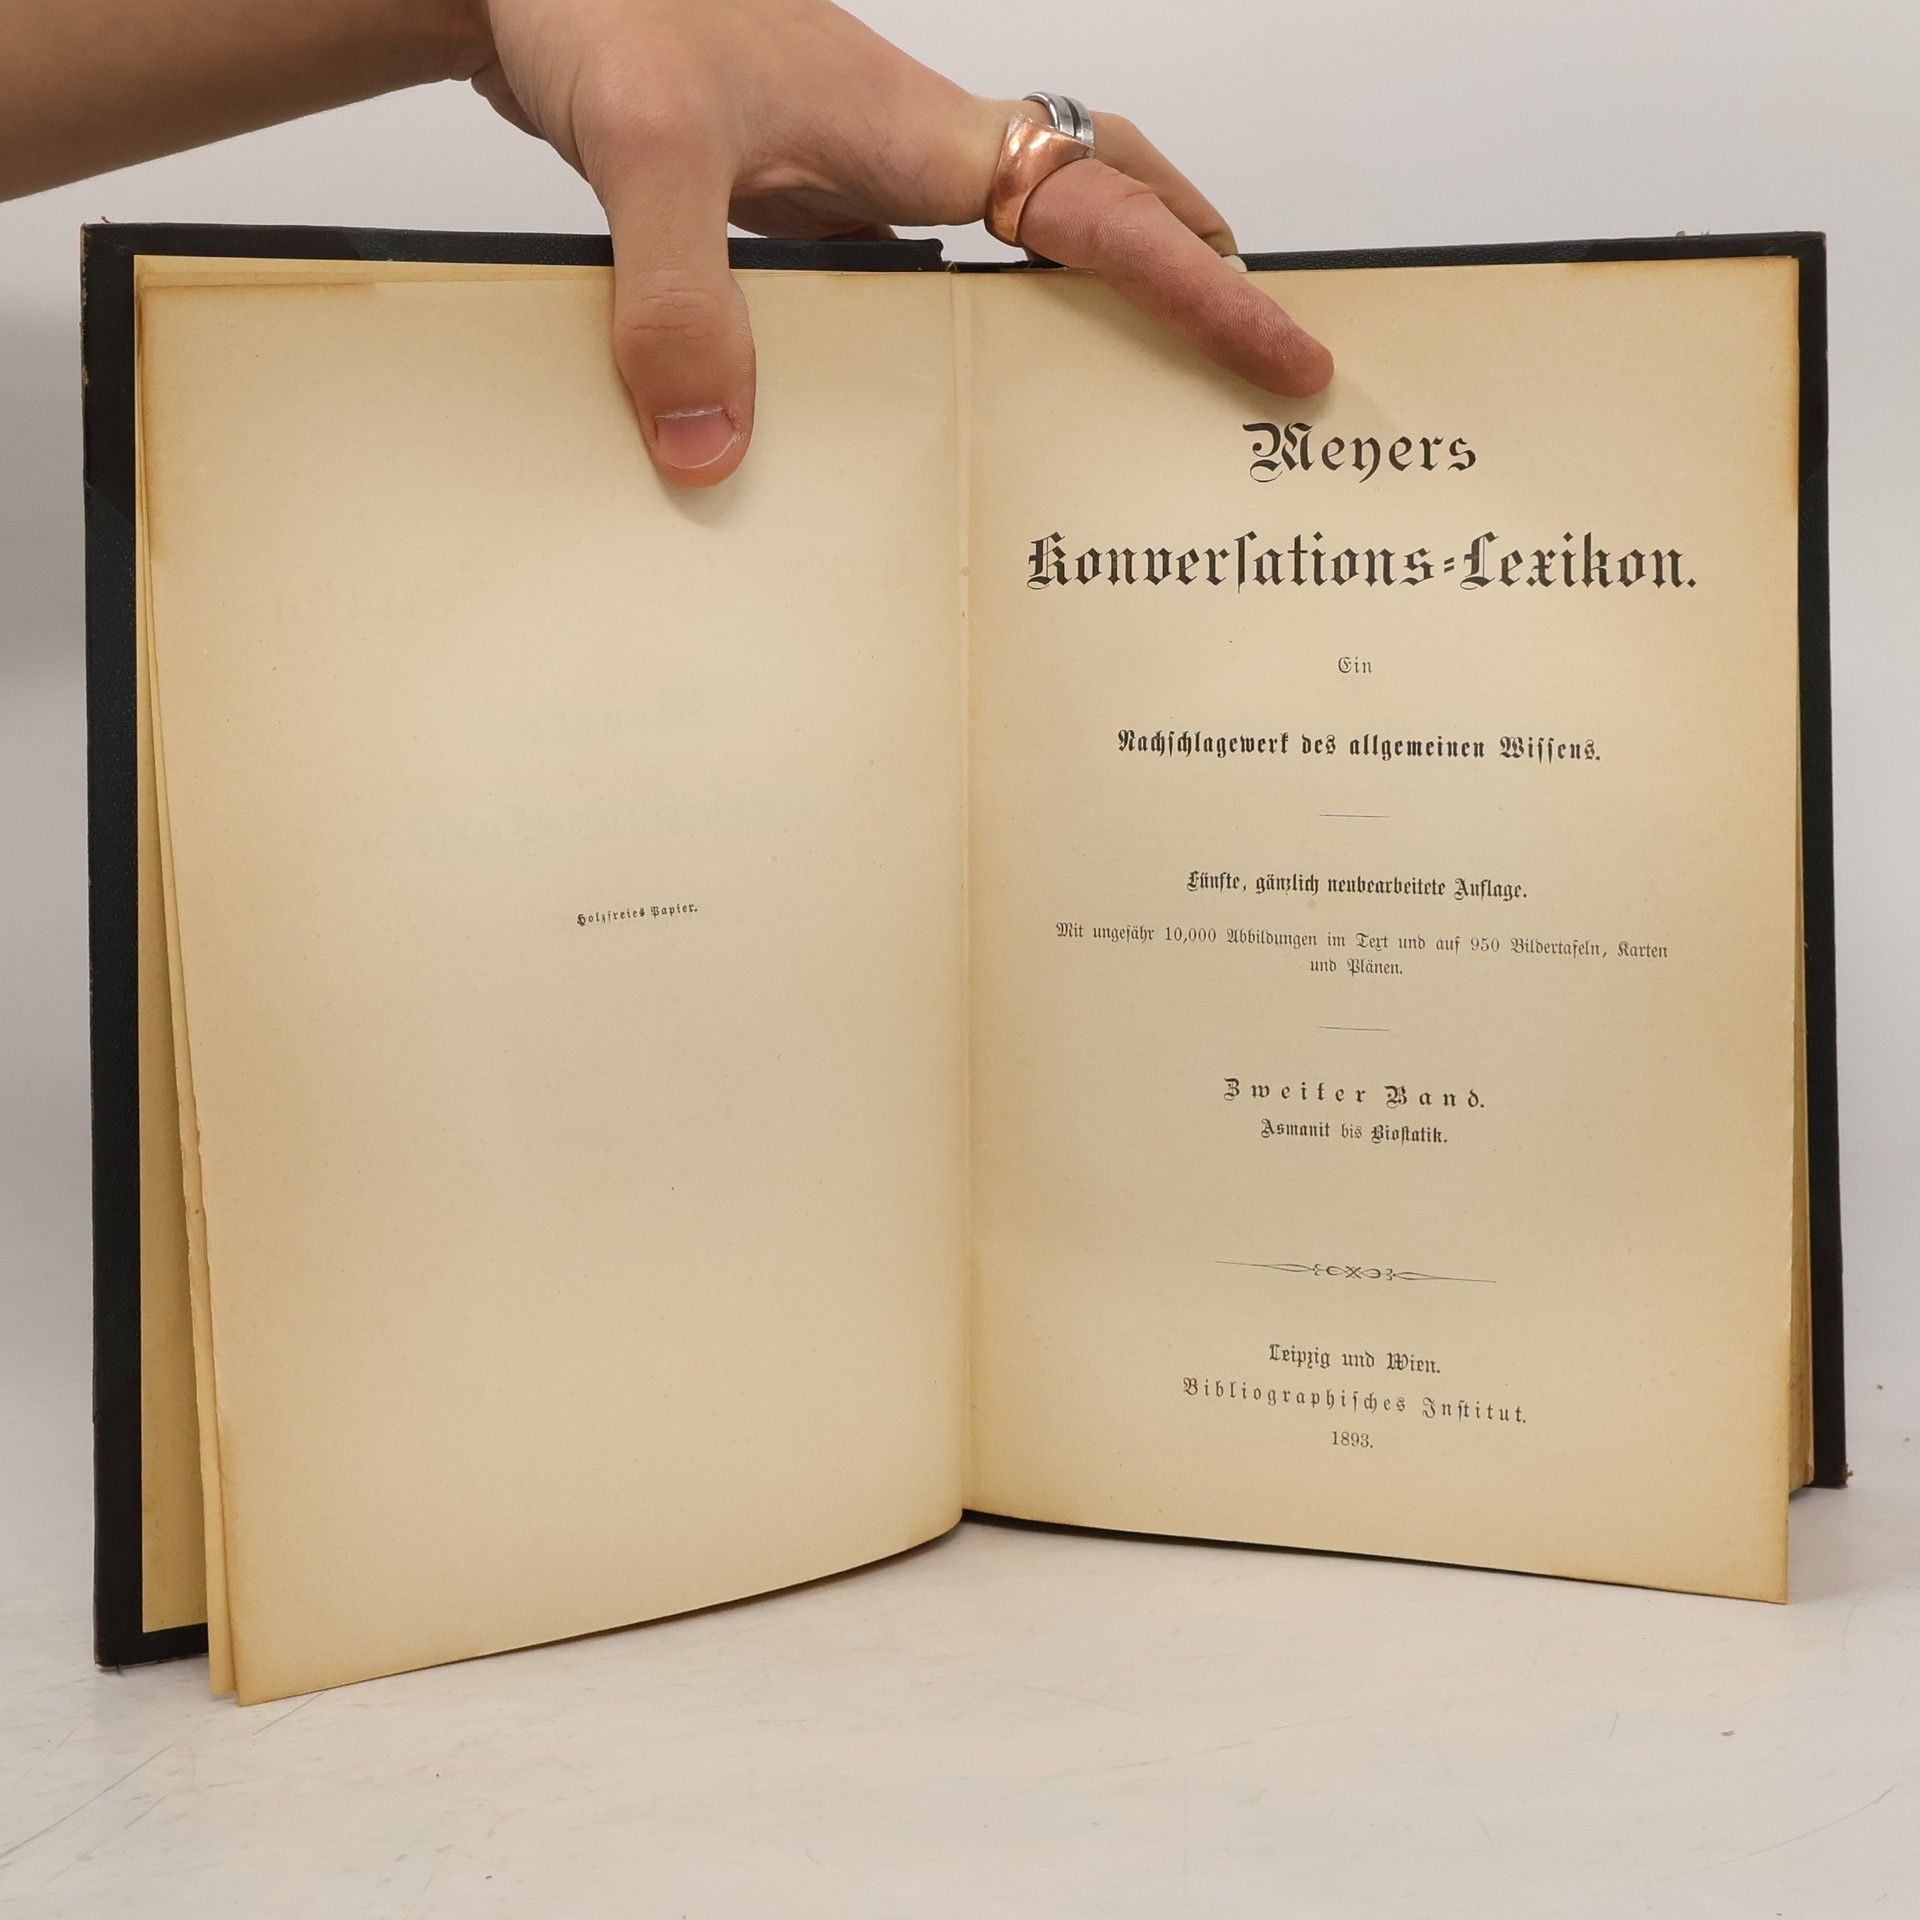 Holzfreies Papier.
Meyers
Konversations=Lexikon.
Ein
Nachschlagewerk des allgemeinen Wissens.
Fünfte, gänzlich neubearbeitete Auflage.
Mit ungefähr 10,000 Abbildungen im Text und auf 950 Bildertafeln, Karten
und Plänen.
Zweiter Band.
Asmanit bis Biostatik.
Leipzig und Wien.
Bibliographisches Institut.
1893.